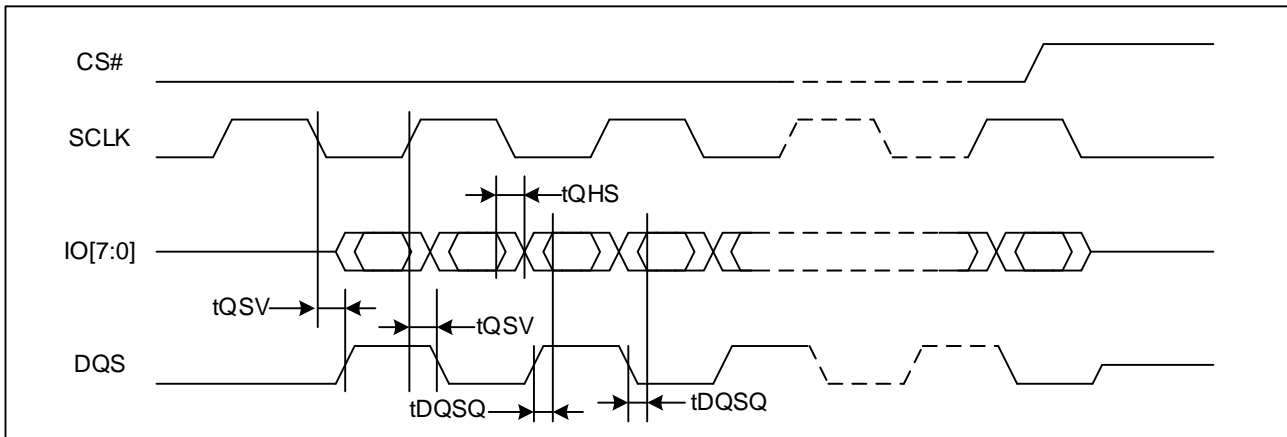 CS#
SCLK
tQHS
IO[7:0]
tQSV
tQSV
DQS
tDQSQ
tDQSQ